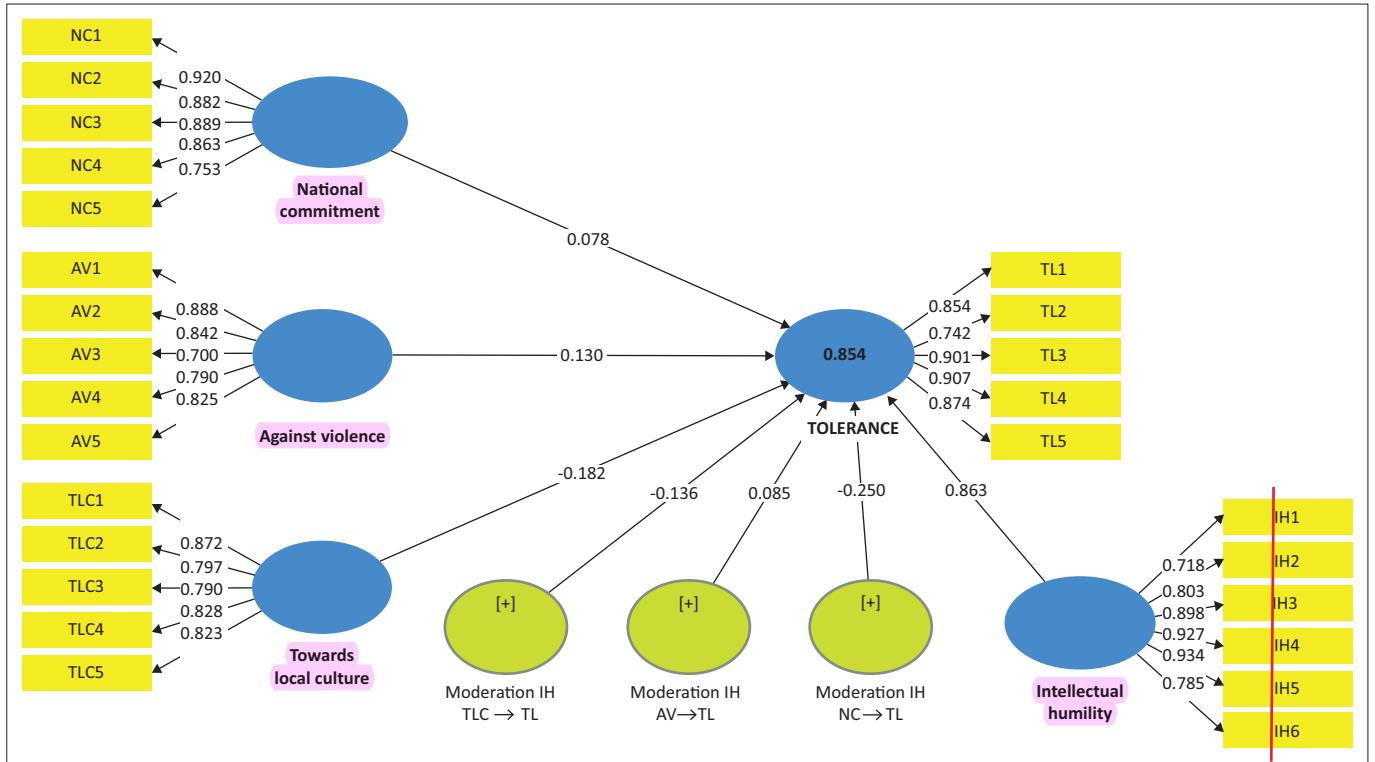 NC1
NC2
NC3
NC4
NC5
0.920
0.882
0.889
0.863
0.753
National
commitment
0.078
AV1
AV2
AV3
AV4
AV5
0.888
0.842
0.700
0.790
0.825
Against violence
0.130
TLC1
TLC2
TLC3
TLC4
TLC5
0.872
0.797
0.790
0.828
0.823
Towards
local culture
-0.182
0.854
TOLERANCE
0.854
0.742
0.901
0.907
0.874
TL1
TL2
TL3
TL4
TL5
-0.136
0.085
-0.250
0.863
[+]
Moderation IH
TLC → TL
[+]
Moderation IH
AV→TL
[+]
Moderation IH
NC→TL
Intellectual
humility
0.718
0.803
0.898
0.927
0.934
0.785
IH1
IH2
IH3
IH4
IH5
IH6